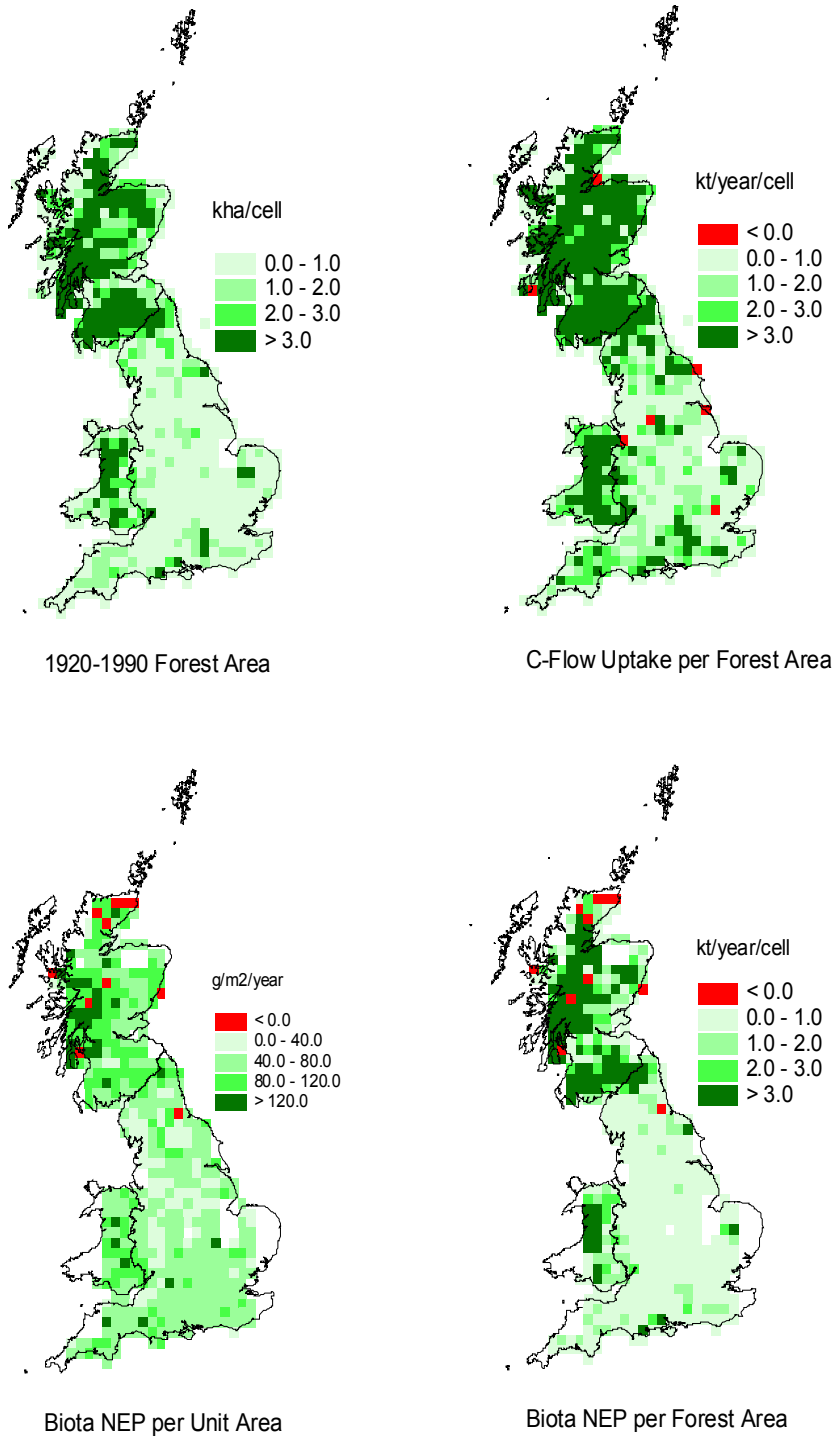 kha/cell
0.0 - 1.0
1.0 - 2.0
2.0 - 3.0
> 3.0
1920-1990 Forest Area
kt/year/cell
< 0.0
0.0 - 1.0
1.0 - 2.0
2.0 - 3.0
> 3.0
C-Flow Uptake per Forest Area
g/m2/year
< 0.0
0.0 - 40.0
40.0 - 80.0
80.0 - 120.0
> 120.0
Biota NEP per Unit Area
kt/year/cell
< 0.0
0.0 - 1.0
1.0 - 2.0
2.0 - 3.0
> 3.0
Biota NEP per Forest Area